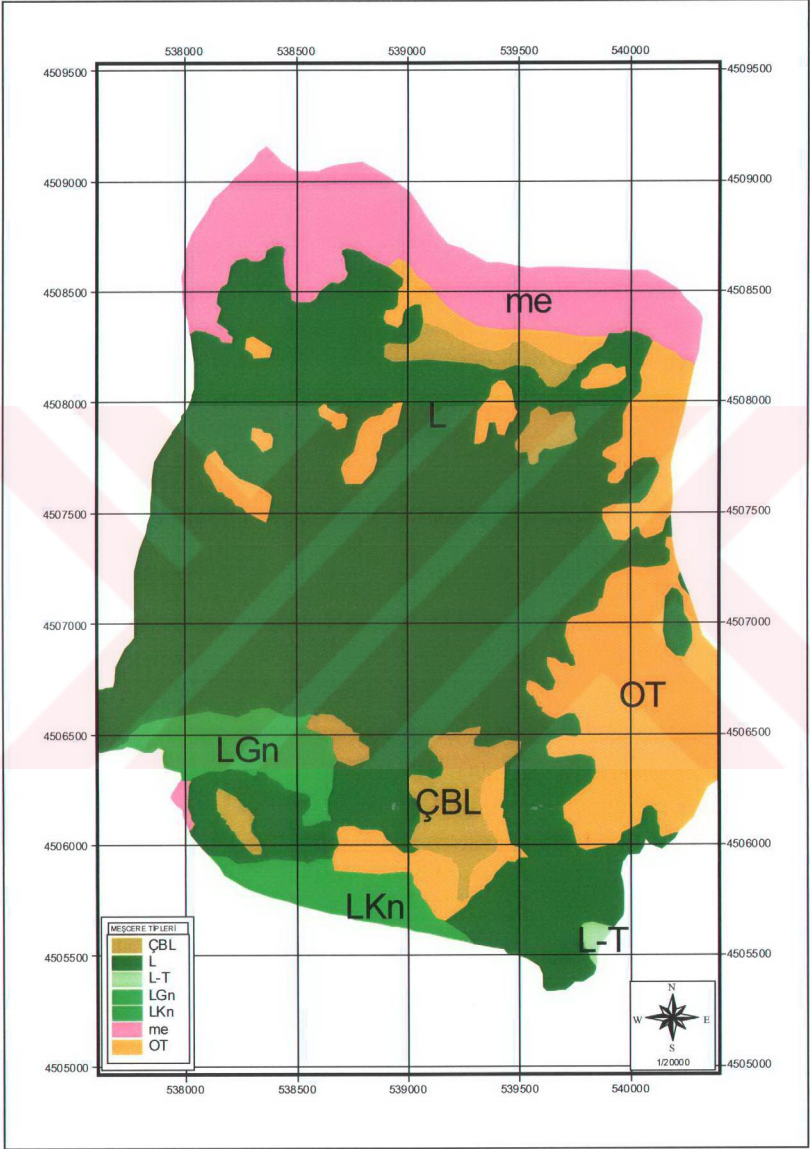 538000 538500 539000 539500 540000
4509500 4509500
4509000 4509000
4508500 4508500
me
4508000 4508000
L
4507500 4507500
4507000 4507000
OT
4506500 4506500
LGn
ÇBL
4506000 4506000
LKn
L-T
4505500 4505500
MEŞCERE TİPLERİ
ÇBL
L
L-T
LGn
LKn
me
OT
N
W E
S
1/20000
4505000 4505000
538000 538500 539000 539500 540000